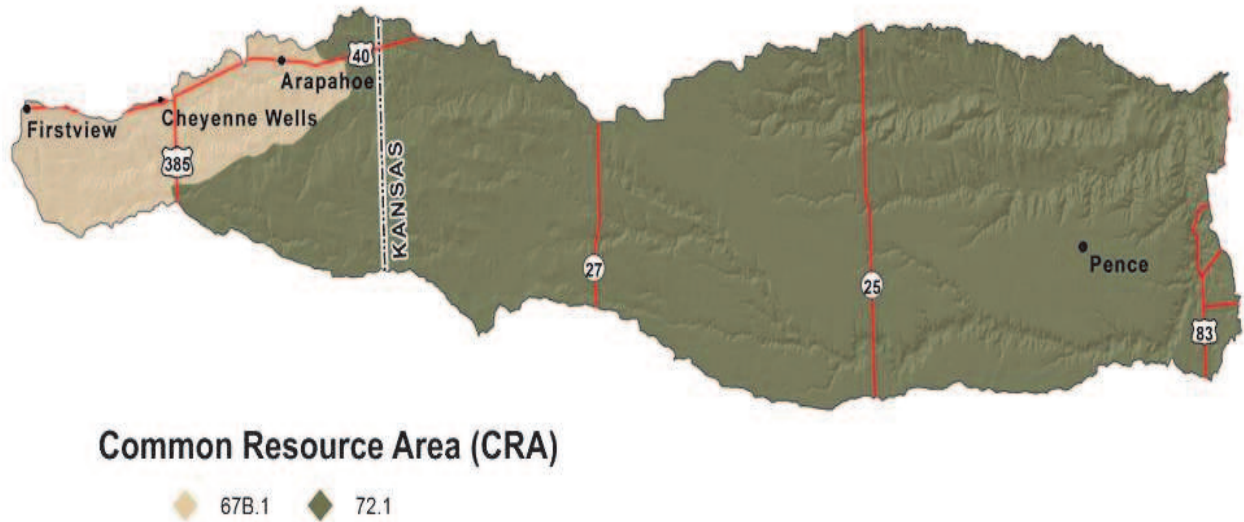 40
Arapahoe
Firstview
Cheyenne Wells
385
KANSAS
27
25
Pence
83
Common Resource Area (CRA)
67B.1 72.1